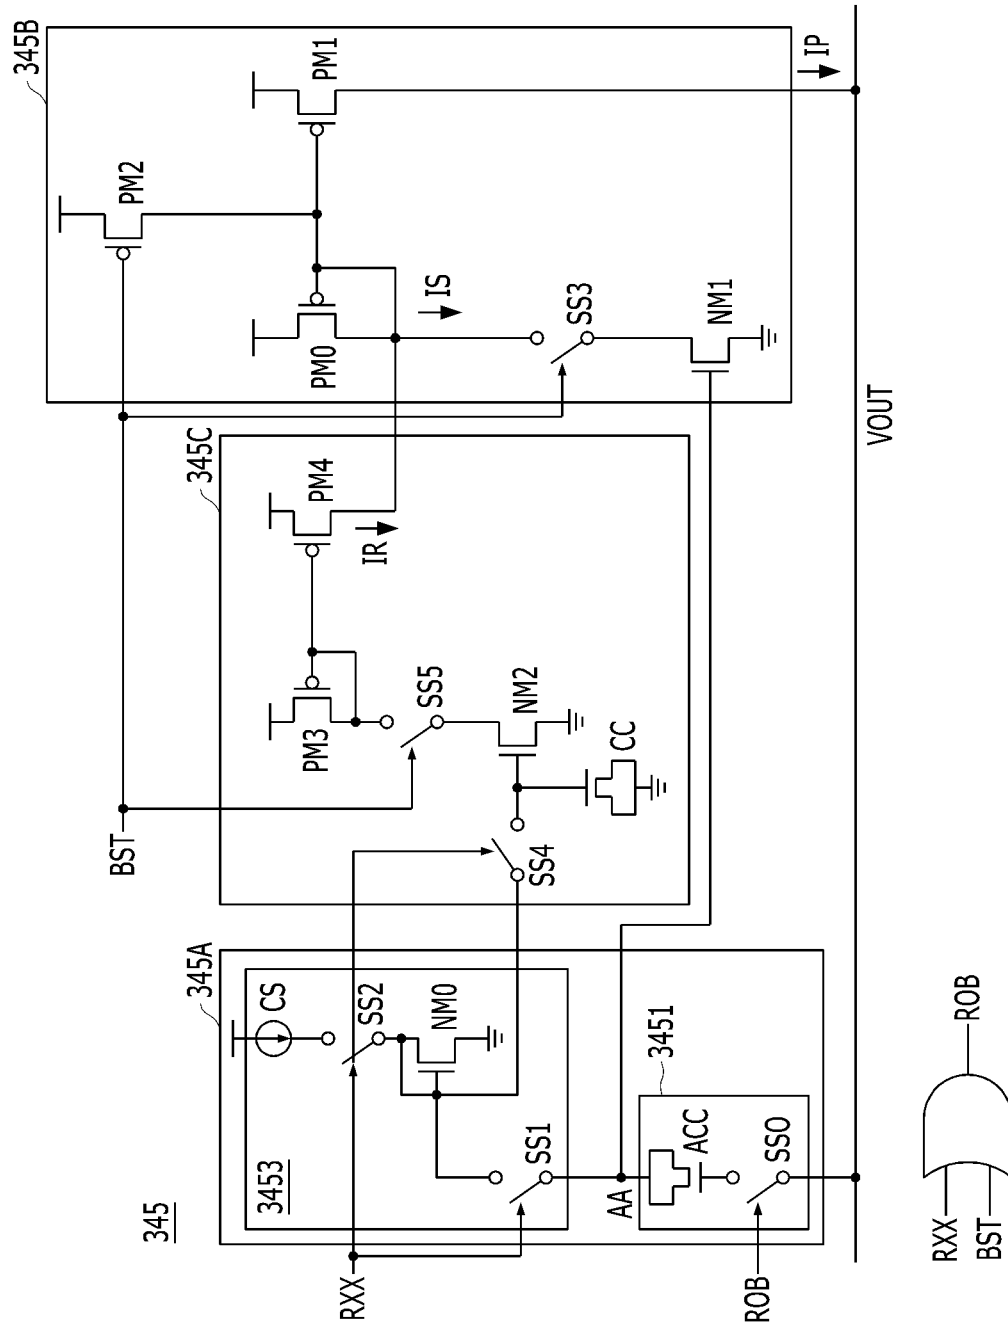 345
345A
3453
CS
SS2
NM0
SS1
RXX
AA
3451
ACC
SS0
ROB
345C
PM3
PM4
IR
SS5
NM2
CC
SS4
BST
345B
PM2
PM1
PM0
IS
SS3
NM1
IP
VOUT
RXX
BST
ROB